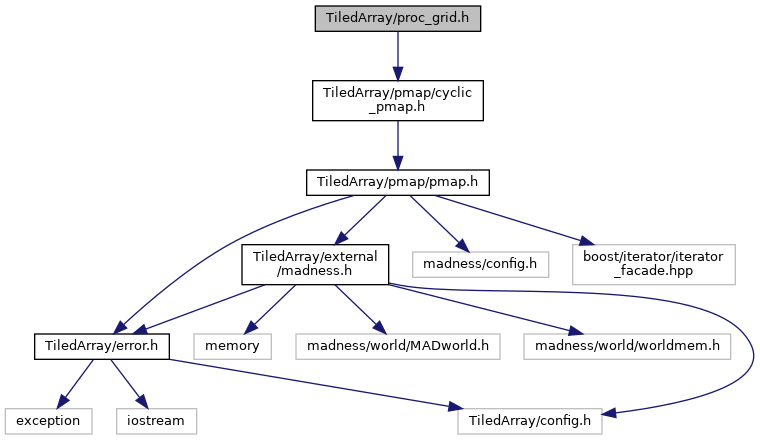 TiledArray/proc_grid.h
TiledArray/pmap/cyclic
_pmap.h
TiledArray/pmap/pmap.h
TiledArray/external
/madness.h
madness/config.h
boost/iterator/iterator
_facade.hpp
TiledArray/error.h
memory
madness/world/MADworld.h
madness/world/worldmem.h
exception
iostream
TiledArray/config.h